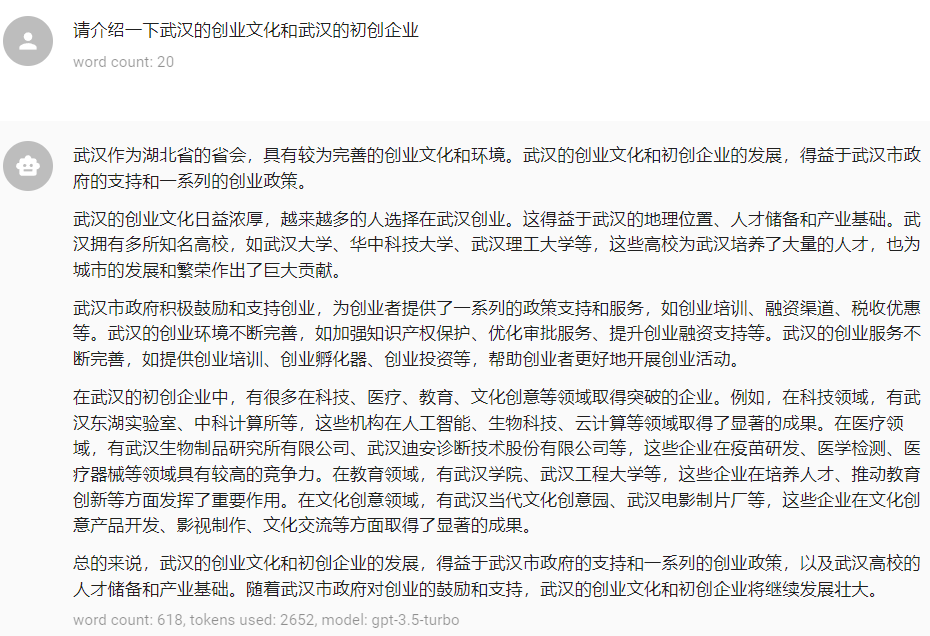 请介绍一下武汉的创业文化和武汉的初创企业
word count: 20
武汉作为湖北省的省会，具有较为完善的创业文化和环境。武汉的创业文化和初创企业的发展，得益于武汉市政
府的支持和一系列的创业政策。
武汉的创业文化日益浓厚，越来越多的人选择在武汉创业。这得益于武汉的地理位置、人才储备和产业基础。武
汉拥有多所知名高校，如武汉大学、华中科技大学、武汉理工大学等，这些高校为武汉培养了大量的人才，也为
城市的发展和繁荣作出了巨大贡献。
武汉市政府积极鼓励和支持创业，为创业者提供了一系列的政策支持和服务，如创业培训、融资渠道、税收优惠
等。武汉的创业环境不断完善，如加强知识产权保护、优化审批服务、提升创业融资支持等。武汉的创业服务不
断完善，如提供创业培训、创业孵化器、创业投资等，帮助创业者更好地开展创业活动。
在武汉的初创企业中，有很多在科技、医疗、教育、文化创意等领域取得突破的企业。例如，在科技领域，有武
汉东湖实验室、中科计算所等，这些机构在人工智能、生物科技、云计算等领域取得了显著的成果。在医疗领
域，有武汉生物制品研究所有限公司、武汉迪安诊断技术股份有限公司等，这些企业在疫苗研发、医学检测、医
疗器械等领域具有较高的竞争力。在教育领域，有武汉学院、武汉工程大学等，这些企业在培养人才、推动教育
创新等方面发挥了重要作用。在文化创意领域，有武汉当代文化创意园、武汉电影制片厂等，这些企业在文化创
意产品开发、影视制作、文化交流等方面取得了显著的成果。
总的来说，武汉的创业文化和初创企业的发展，得益于武汉市政府的支持和一系列的创业政策，以及武汉高校的
人才储备和产业基础。随着武汉市政府对创业的鼓励和支持，武汉的创业文化和初创企业将继续发展壮大。
word count: 618, tokens used: 2652, model: gpt-3.5-turbo